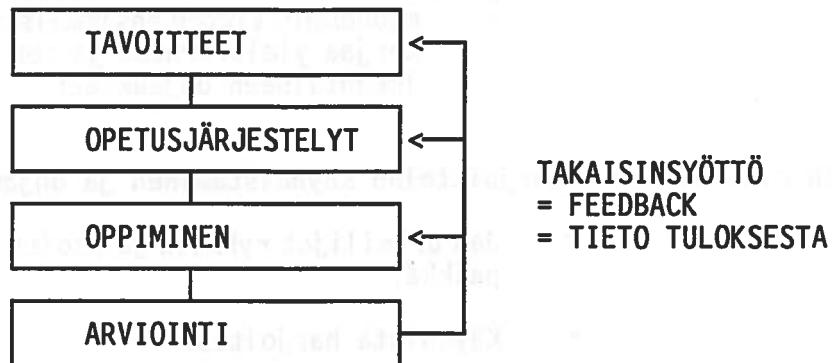 TAVOITTEET
OPETUSJÄRJESTELYT
OPPIMINEN
ARVIOINTI
TAKAISINSYÖTTÖ
= FEEDBACK
= TIETO TULOKSESTA